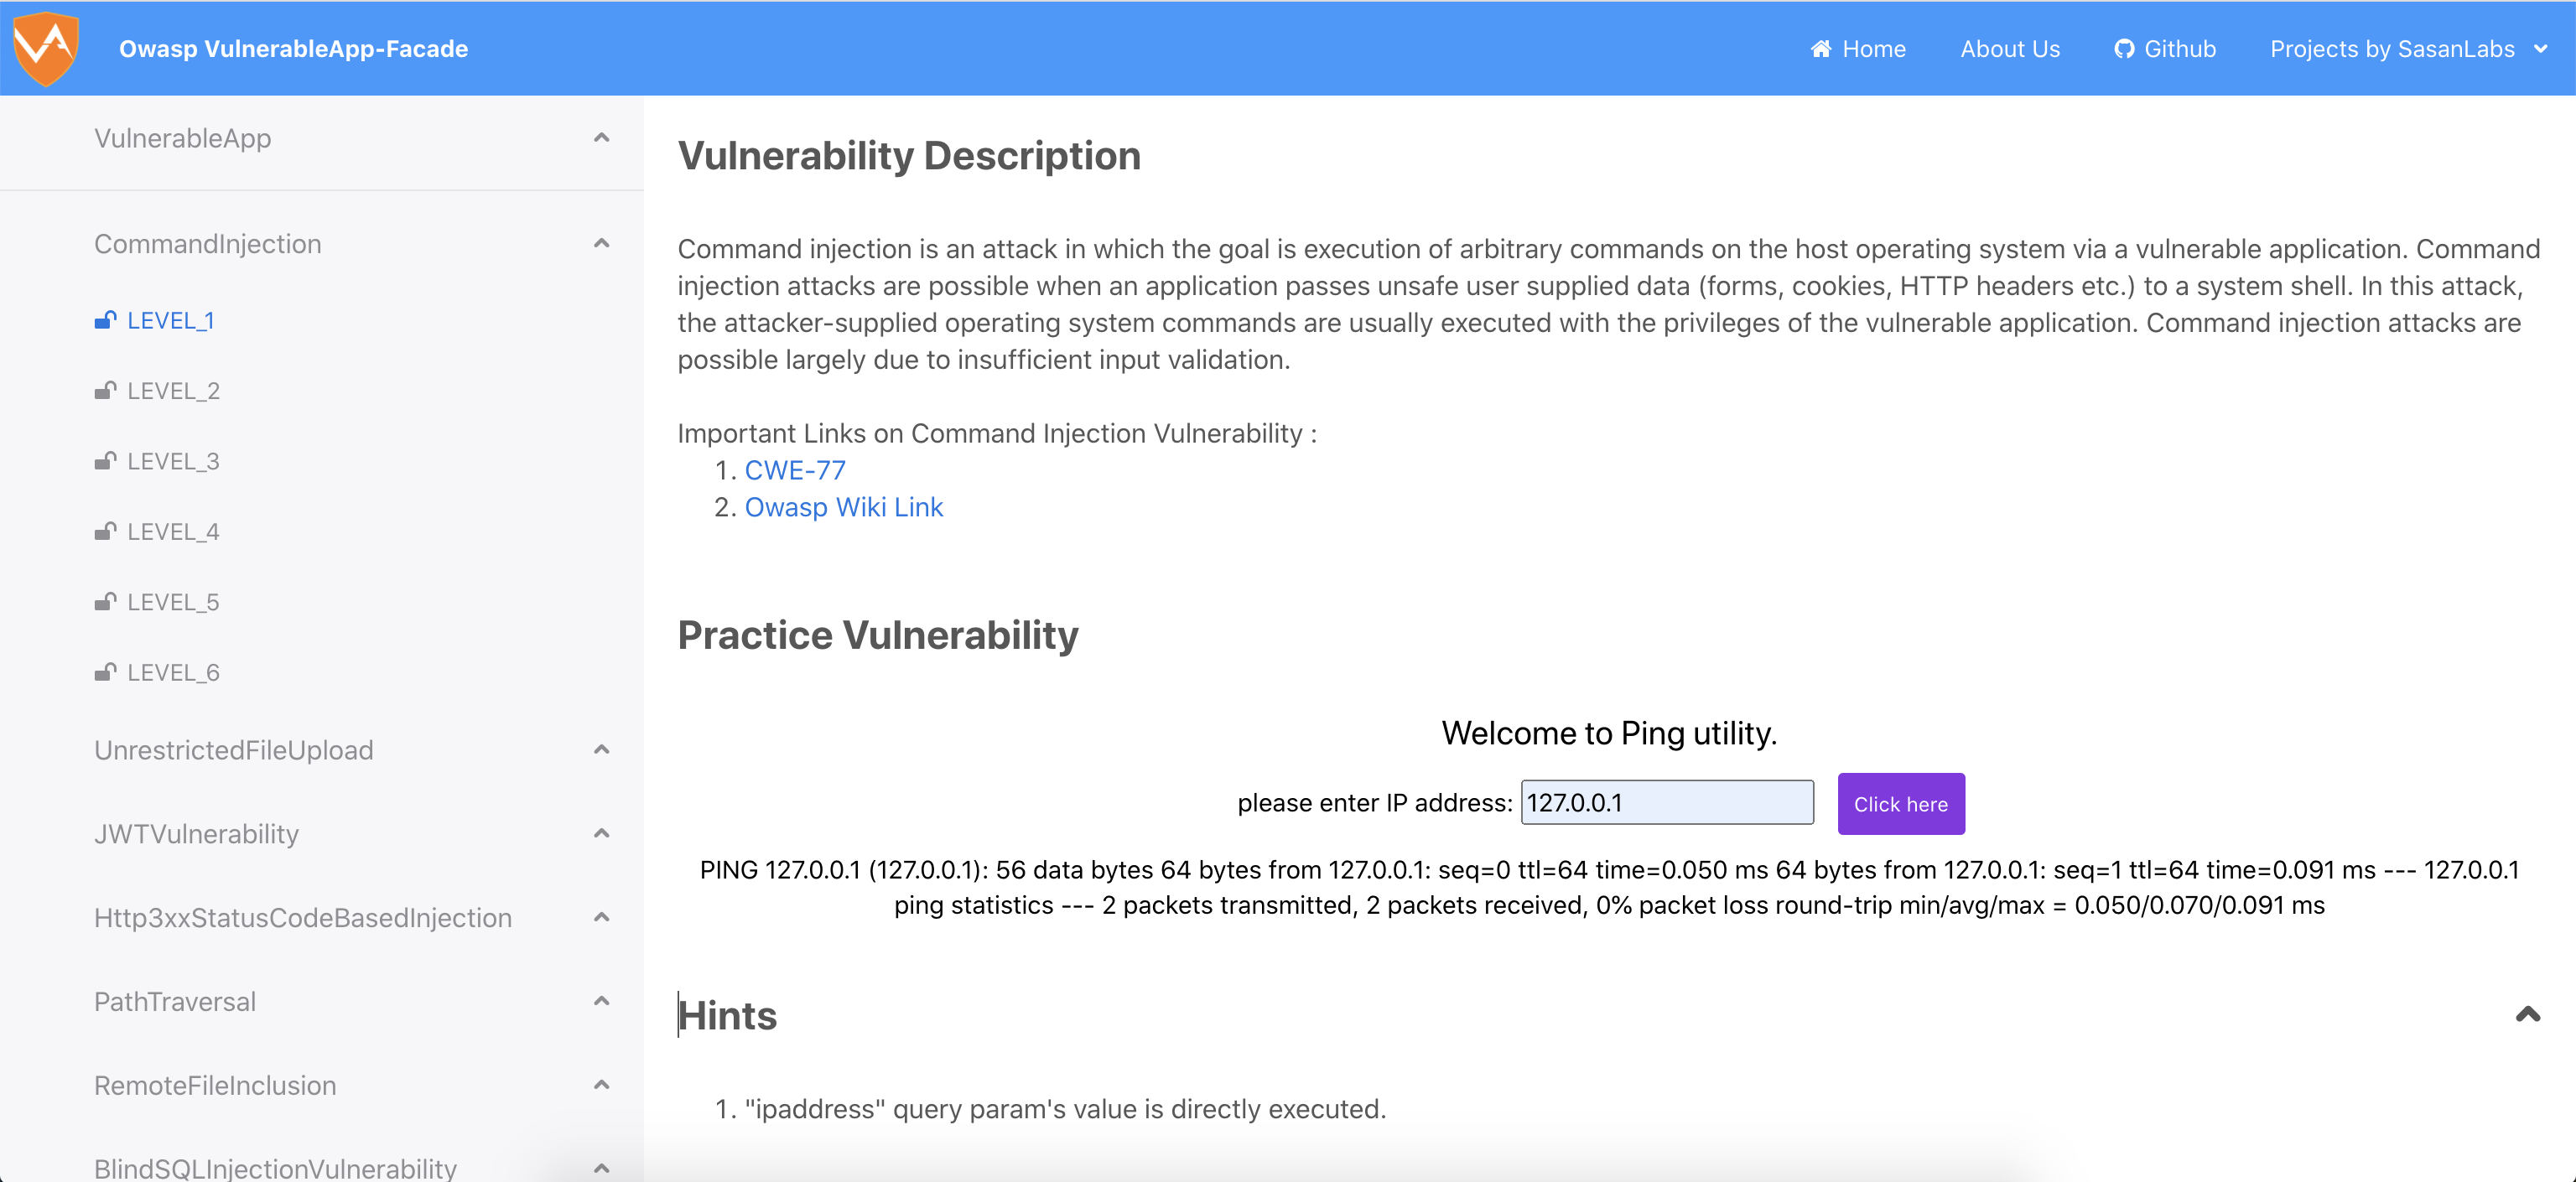 Owasp VulnerableApp-Facade
Home
About Us
Github
Projects by SasanLabs
VulnerableApp
CommandInjection
LEVEL_1
LEVEL_2
LEVEL_3
LEVEL_4
LEVEL_5
LEVEL_6
UnrestrictedFileUpload
JWTVulnerability
Http3xxStatusCodeBasedInjection
PathTraversal
RemoteFileInclusion
BlindSQLInjectionVulnerability
Vulnerability Description
Command injection is an attack in which the goal is execution of arbitrary commands on the host operating system via a vulnerable application. Command
injection attacks are possible when an application passes unsafe user supplied data (forms, cookies, HTTP headers etc.) to a system shell. In this attack,
the attacker-supplied operating system commands are usually executed with the privileges of the vulnerable application. Command injection attacks are
possible largely due to insufficient input validation.
Important Links on Command Injection Vulnerability :
1. CWE-77
2. Owasp Wiki Link
Practice Vulnerability
Welcome to Ping utility.
please enter IP address: 127.0.0.1 Click here
PING 127.0.0.1 (127.0.0.1): 56 data bytes 64 bytes from 127.0.0.1: seq=0 ttl=64 time=0.050 ms 64 bytes from 127.0.0.1: seq=1 ttl=64 time=0.091 ms --- 127.0.0.1
ping statistics --- 2 packets transmitted, 2 packets received, 0% packet loss round-trip min/avg/max = 0.050/0.070/0.091 ms
Hints
1. "ipaddress" query param's value is directly executed.